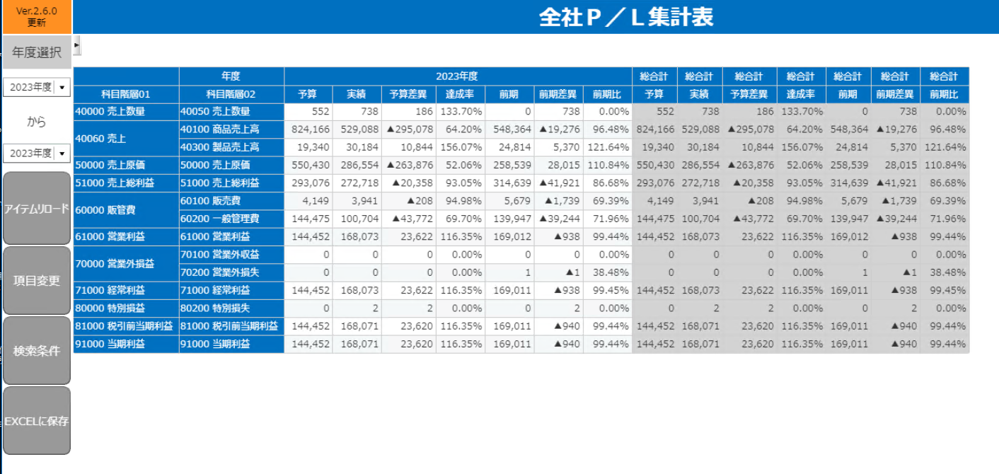 Ver.2.6.0
更新
全社Ｐ／Ｌ集計表
年度選択
2023年度
から
2023年度
アイテムリロード
項目変更
検索条件
EXCELに保存
年度 2023年度 総合計 総合計 総合計 総合計 総合計 総合計 総合計
科目階層01 科目階層02 予算 実績 予算差異 達成率 前期 前期差異 前期比 予算 実績 予算差異 達成率 前期 前期差異 前期比
40000 売上数量 40050 売上数量 552 738 186 133.70% 0 738 0.00% 552 738 186 133.70% 0 738 0.00%
40060 売上 40100 商品売上高 824,166 529,088 ▲295,078 64.20% 548,364 ▲19,276 96.48% 824,166 529,088 ▲295,078 64.20% 548,364 ▲19,276 96.48%
40300 製品売上高 19,340 30,184 10,844 156.07% 24,814 5,370 121.64% 19,340 30,184 10,844 156.07% 24,814 5,370 121.64%
50000 売上原価 50000 売上原価 550,430 286,554 ▲263,876 52.06% 258,539 28,015 110.84% 550,430 286,554 ▲263,876 52.06% 258,539 28,015 110.84%
51000 売上総利益 51000 売上総利益 293,076 272,718 ▲20,358 93.05% 314,639 ▲41,921 86.68% 293,076 272,718 ▲20,358 93.05% 314,639 ▲41,921 86.68%
60000 販管費 60100 販売費 4,149 3,941 ▲208 94.98% 5,679 ▲1,739 69.39% 4,149 3,941 ▲208 94.98% 5,679 ▲1,739 69.39%
60200 一般管理費 144,475 100,704 ▲43,772 69.70% 139,947 ▲39,244 71.96% 144,475 100,704 ▲43,772 69.70% 139,947 ▲39,244 71.96%
61000 営業利益 61000 営業利益 144,452 168,073 23,622 116.35% 169,012 ▲938 99.44% 144,452 168,073 23,622 116.35% 169,012 ▲938 99.44%
70000 営業外損益 70100 営業外収益 0 0 0 0.00% 0 0 0.00% 0 0 0 0.00% 0 0 0.00%
70200 営業外損失 0 0 0 0.00% 1 ▲1 38.48% 0 0 0 0.00% 1 ▲1 38.48%
71000 経常利益 71000 経常利益 144,452 168,073 23,622 116.35% 169,011 ▲938 99.45% 144,452 168,073 23,622 116.35% 169,011 ▲938 99.45%
80000 特別損益 80200 特別損失 0 2 2 0.00% 0 2 0.00% 0 2 2 0.00% 0 2 0.00%
81000 税引前当期利益 81000 税引前当期利益 144,452 168,071 23,620 116.35% 169,011 ▲940 99.44% 144,452 168,071 23,620 116.35% 169,011 ▲940 99.44%
91000 当期利益 91000 当期利益 144,452 168,071 23,620 116.35% 169,011 ▲940 99.44% 144,452 168,071 23,620 116.35% 169,011 ▲940 99.44%